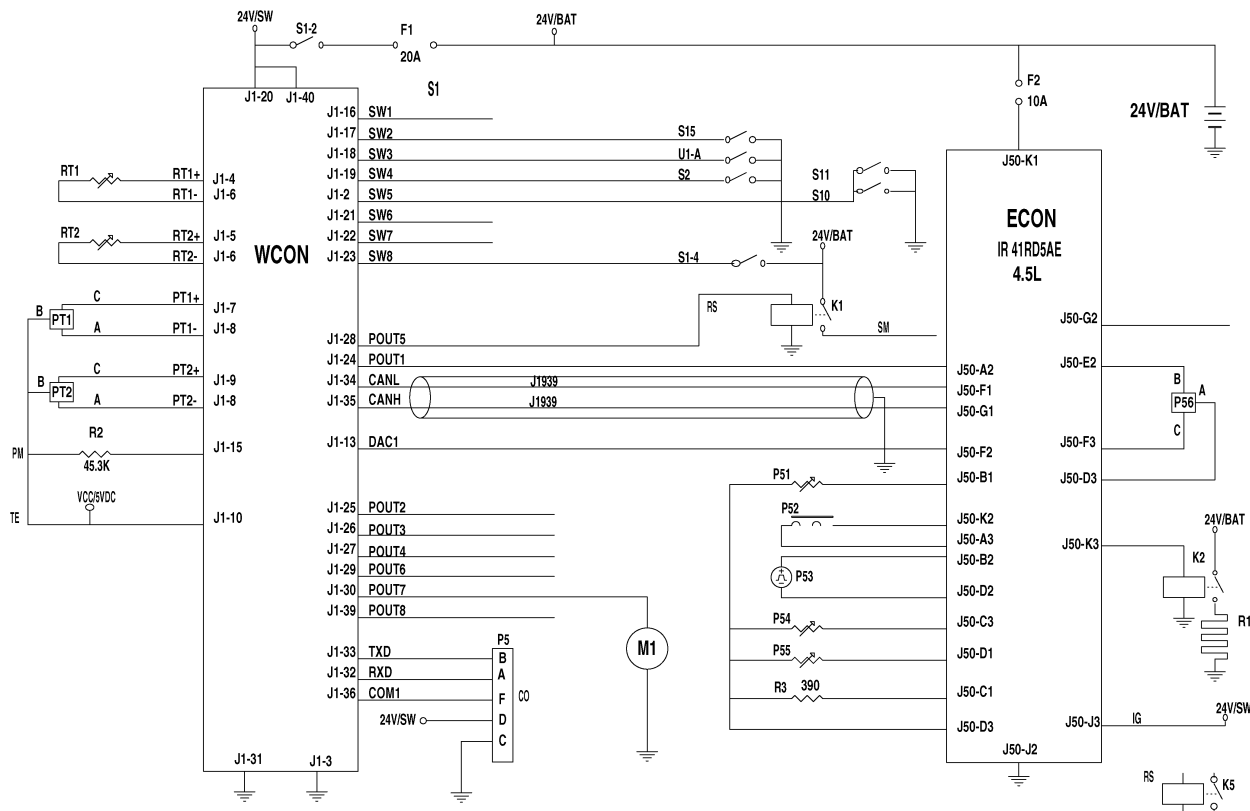 24V/SW
S1-2
F1
20A
24V/BAT
S1
F2
10A
24V/BAT
J1-20
J1-40
J1-16 SW1
J1-17 SW2 S15
J1-18 SW3 U1-A
J1-19 SW4 S2
J1-2 SW5 S10
S11
J1-21 SW6
J1-22 SW7
J1-23 SW8 S1-4
24V/BAT
RT1 RT1+ J1-4
RT1- J1-6
RT2 RT2+ J1-5
RT2- J1-6
WCON
B PT1
C PT1+ J1-7
A PT1- J1-8
B PT2
C PT2+ J1-9
A PT2- J1-8
R2
45.3K
J1-15
PM
VCC/5VDC
TE
J1-10
RS
K1
SM
J1-28 POUT5
J1-24 POUT1
J1-34 CANL J1939
J1-35 CANH J1939
J1-13 DAC1
J1-25 POUT2
J1-26 POUT3
J1-27 POUT4
J1-29 POUT6
J1-30 POUT7
J1-39 POUT8
M1
P5
J1-33 TXD B
J1-32 RXD A
J1-36 COM1 F
CO
24V/SW D
C
J1-31
J1-3
J50-K1
ECON
IR 41RD5AE
4.5L
J50-A2
J50-F1
J50-G1
J50-F2
P51 J50-B1
P52 J50-K2
J50-A3
J50-B2
P53
J50-D2
P54 J50-C3
P55 J50-D1
R3 390 J50-C1
J50-D3
J50-J2
J50-G2
J50-E2
B
A
P56
C
J50-F3
J50-D3
24V/BAT
J50-K3
K2
R1
24V/SW
J50-J3 IG
RS
K5